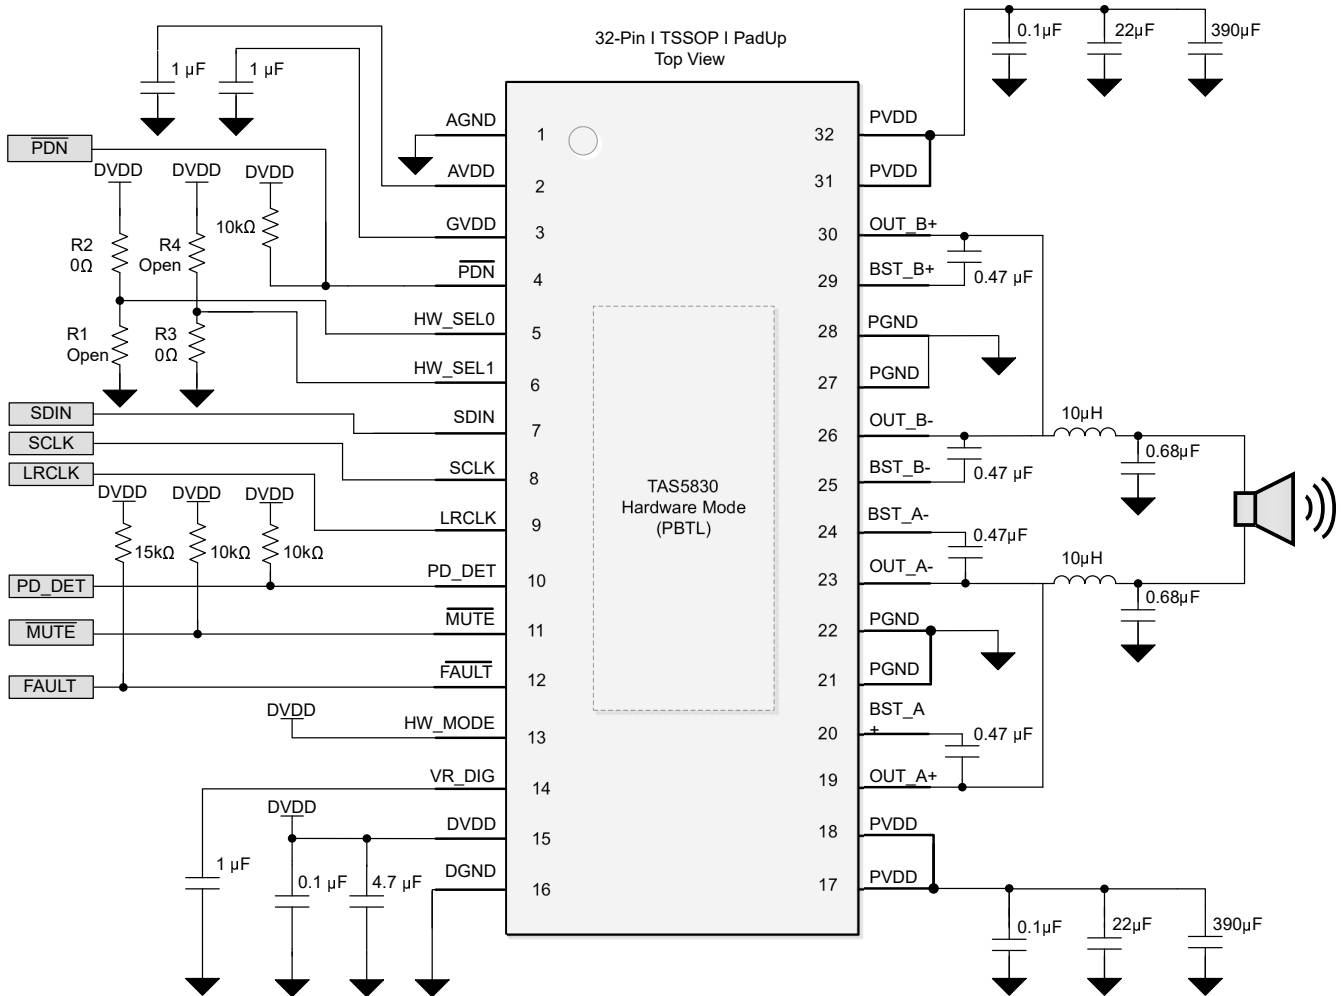 32-Pin I TSSOP I PadUp
Top View
1 µF
1 µF
0.1µF
22µF
390µF
PDN
DVDD
DVDD
DVDD
R2
0Ω
R4
Open
10kΩ
R1
Open
R3
0Ω
SDIN
SCLK
LRCLK
DVDD
DVDD
DVDD
15kΩ
10kΩ
10kΩ
PD_DET
MUTE
FAULT
DVDD
DVDD
1 µF
0.1 µF
4.7 µF
AGND
1
AVDD
2
GVDD
3
PDN
4
HW_SEL0
5
HW_SEL1
6
SDIN
7
SCLK
8
LRCLK
9
PD_DET
10
MUTE
11
FAULT
12
HW_MODE
13
VR_DIG
14
DVDD
15
DGND
16
TAS5830
Hardware Mode
(PBTL)
32
PVDD
31
PVDD
30
OUT_B+
29
BST_B+
0.47 µF
28
PGND
27
PGND
26
OUT_B-
25
BST_B-
0.47 µF
24
BST_A-
0.47µF
23
OUT_A-
22
PGND
21
PGND
20
BST_A
+
0.47 µF
19
OUT_A+
18
PVDD
17
PVDD
10µH
0.68µF
10µH
0.68µF
0.1µF
22µF
390µF